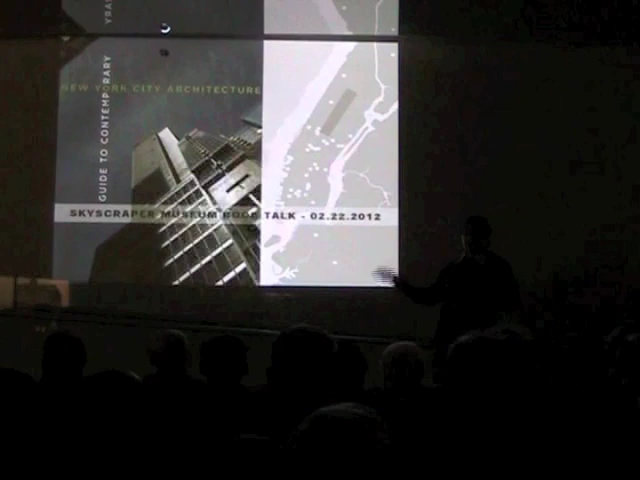 NEW YORK CITY ARCHITECTURE
GUIDE TO CONTEMPORARY
SKYSCRAPER MUSEUM BOOK TALK - 02.22.2012